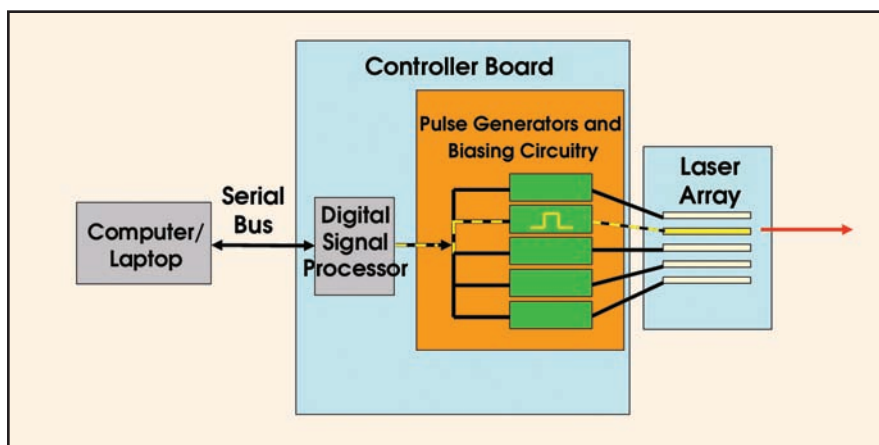 Controller Board
Pulse Generators and
Biasing Circuitry
Laser
Array
Serial
Bus
Digital
Signal
Processor
Computer/
Laptop